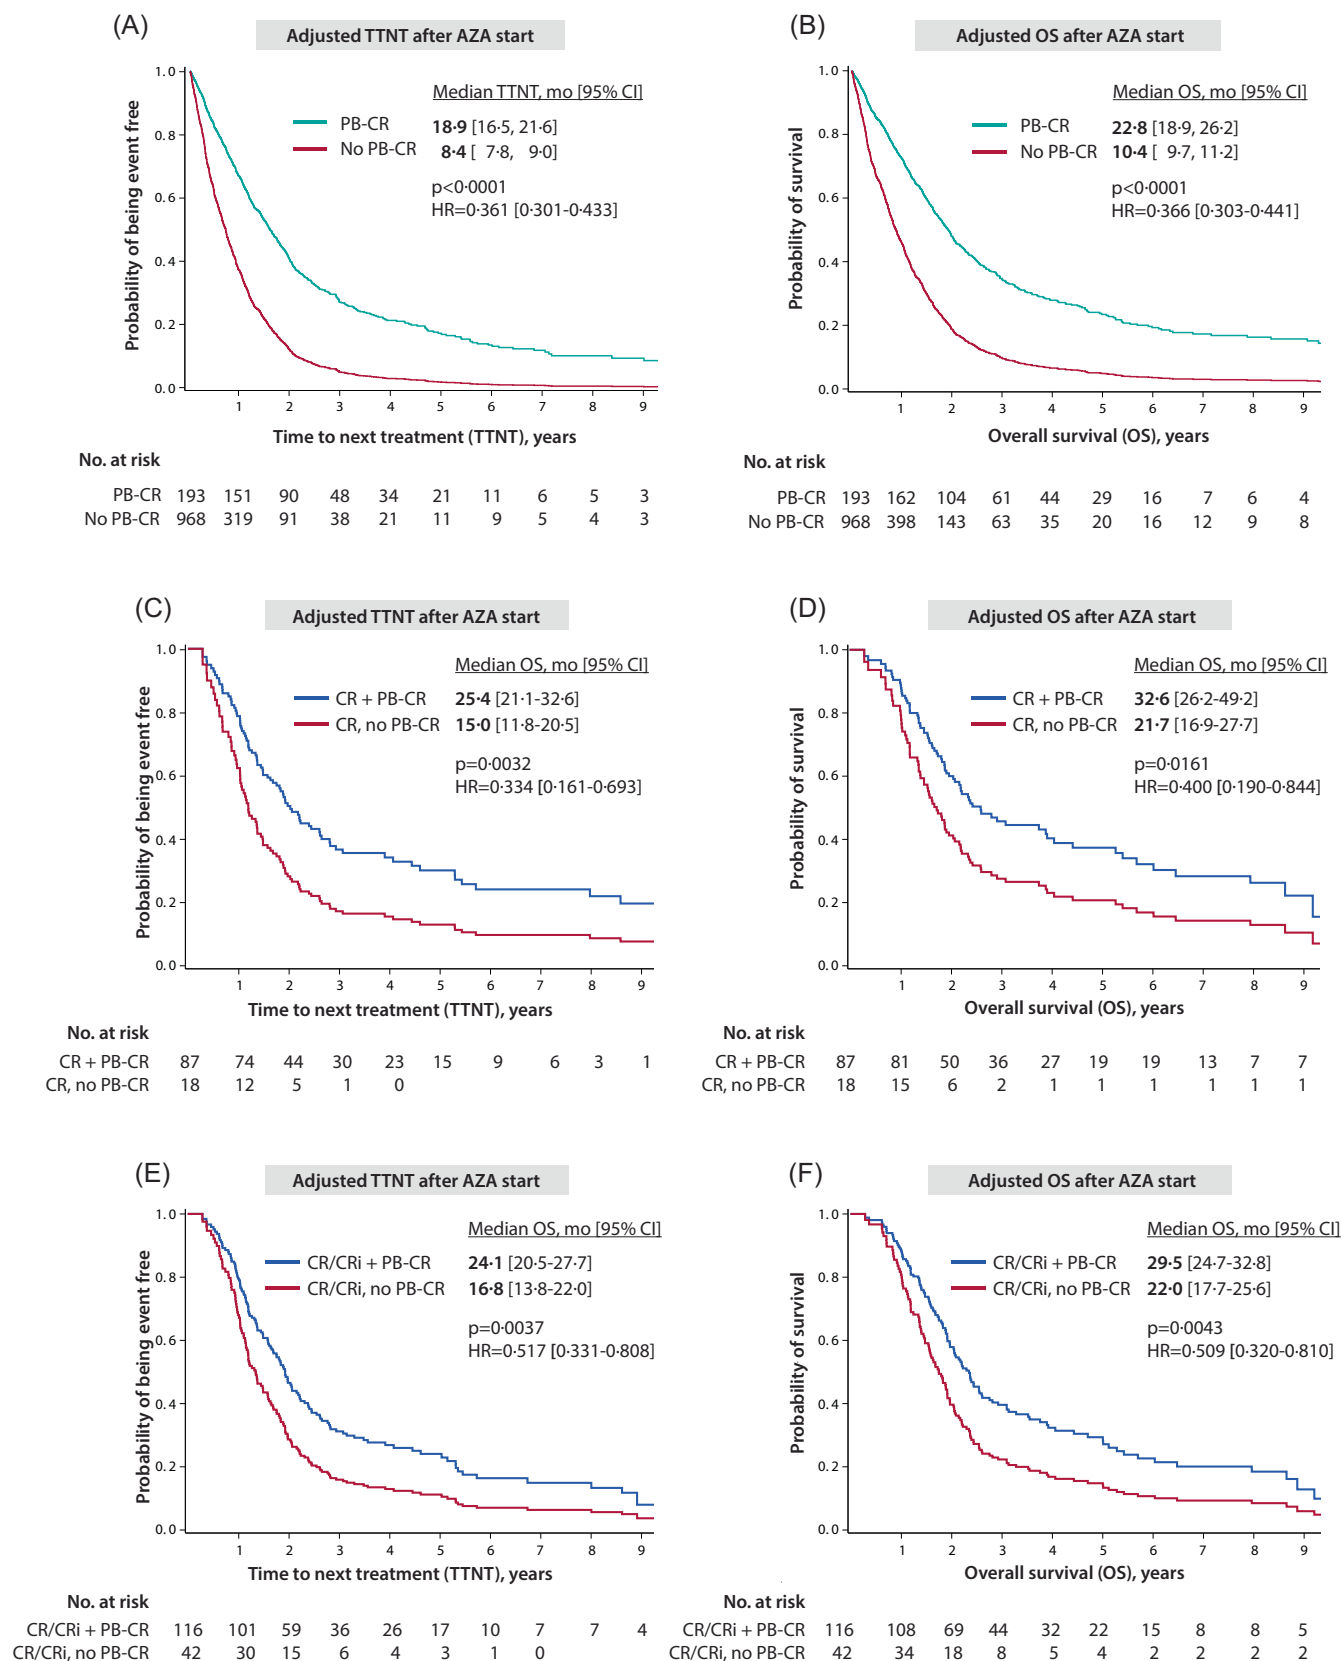 (A)
Adjusted TTNT after AZA start
Median TTNT, mo [95% CI]
PB-CR 18·9 [16·5, 21·6]
No PB-CR 8·4 [ 7·8, 9·0]
p<0·0001
HR=0·361 [0·301-0·433]
Probability of being event free
1.0
0.8
0.6
0.4
0.2
0.0
1 2 3 4 5 6 7 8 9
Time to next treatment (TTNT), years
No. at risk
PB-CR 193 151 90 48 34 21 11 6 5 3
No PB-CR 968 319 91 38 21 11 9 5 4 3
(B)
Adjusted OS after AZA start
Median OS, mo [95% CI]
PB-CR 22·8 [18·9, 26·2]
No PB-CR 10·4 [ 9·7, 11·2]
p<0·0001
HR=0·366 [0·303-0·441]
Probability of survival
1.0
0.8
0.6
0.4
0.2
0.0
1 2 3 4 5 6 7 8 9
Overall survival (OS), years
No. at risk
PB-CR 193 162 104 61 44 29 16 7 6 4
No PB-CR 968 398 143 63 35 20 16 12 9 8
(C)
Adjusted TTNT after AZA start
Median OS, mo [95% CI]
CR + PB-CR 25·4 [21·1-32·6]
CR, no PB-CR 15·0 [11·8-20·5]
p=0·0032
HR=0·334 [0·161-0·693]
Probability of being event free
1.0
0.8
0.6
0.4
0.2
0.0
1 2 3 4 5 6 7 8 9
Time to next treatment (TTNT), years
No. at risk
CR + PB-CR 87 74 44 30 23 15 9 6 3 1
CR, no PB-CR 18 12 5 1 0
(D)
Adjusted OS after AZA start
Median OS, mo [95% CI]
CR + PB-CR 32·6 [26·2-49·2]
CR, no PB-CR 21·7 [16·9-27·7]
p=0·0161
HR=0·400 [0·190-0·844]
Probability of survival
1.0
0.8
0.6
0.4
0.2
0.0
1 2 3 4 5 6 7 8 9
Overall survival (OS), years
No. at risk
CR + PB-CR 87 81 50 36 27 19 19 13 7 7
CR, no PB-CR 18 15 6 2 1 1 1 1 1 1
(E)
Adjusted TTNT after AZA start
Median OS, mo [95% CI]
CR/CRi + PB-CR 24·1 [20·5-27·7]
CR/CRi, no PB-CR 16·8 [13·8-22·0]
p=0·0037
HR=0·517 [0·331-0·808]
Probability of being event free
1.0
0.8
0.6
0.4
0.2
0.0
1 2 3 4 5 6 7 8 9
Time to next treatment (TTNT), years
No. at risk
CR/CRi + PB-CR 116 101 59 36 26 17 10 7 7 4
CR/CRi, no PB-CR 42 30 15 6 4 3 1 0
(F)
Adjusted OS after AZA start
Median OS, mo [95% CI]
CR/CRi + PB-CR 29·5 [24·7-32·8]
CR/CRi, no PB-CR 22·0 [17·7-25·6]
p=0·0043
HR=0·509 [0·320-0·810]
Probability of survival
1.0
0.8
0.6
0.4
0.2
0.0
1 2 3 4 5 6 7 8 9
Overall survival (OS), years
No. at risk
CR/CRi + PB-CR 116 108 69 44 32 22 15 8 8 5
CR/CRi, no PB-CR 42 34 18 8 5 4 2 2 2 2